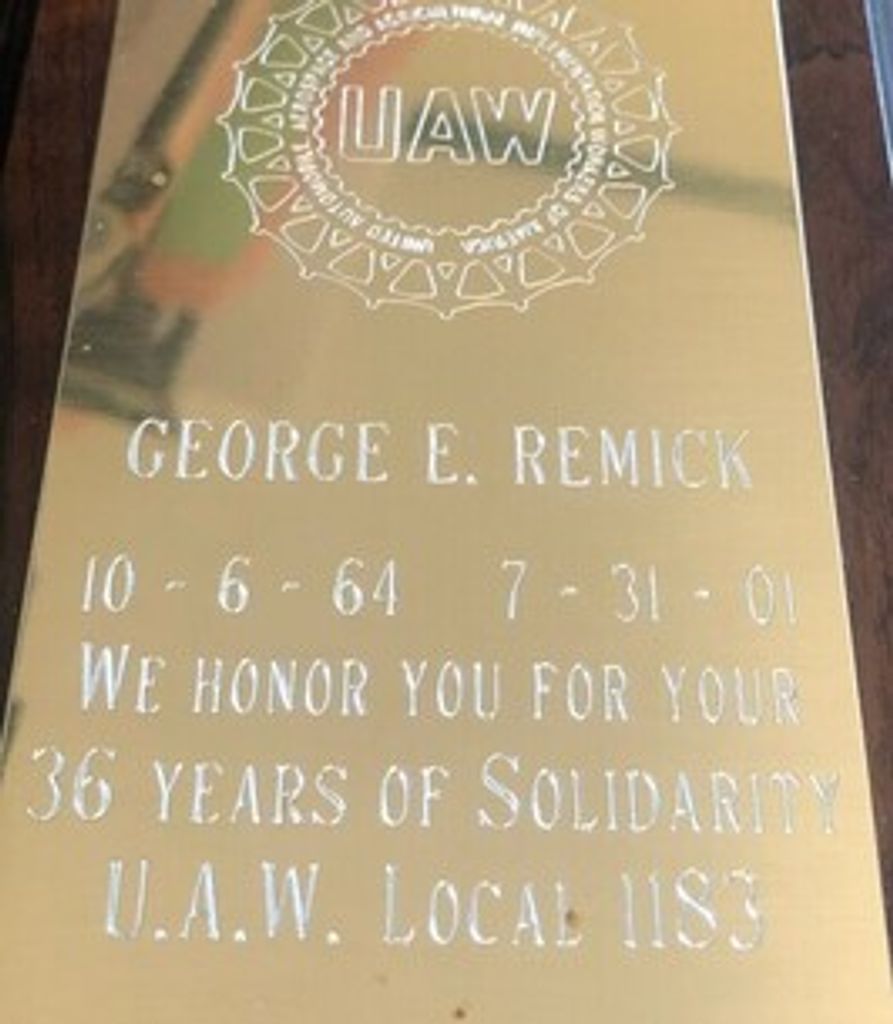 UNITED AUTOMOBILE AEROSPACE AND AGRICULTURAL IMPLEMENT WORKERS OF AMERICA
UAW
GEORGE E. REMICK
10 - 6 - 64 7 - 31 - 01
WE HONOR YOU FOR YOUR
36 YEARS OF SOLIDARITY
U.A.W. LOCAL 1183